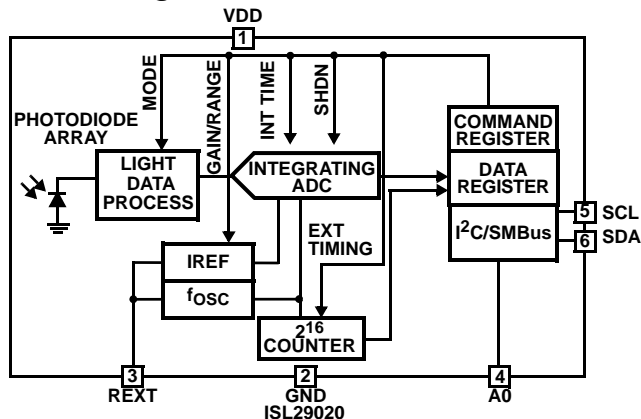 VDD
1
MODE
GAIN/RANGE
INT TIME
SHDN
PHOTODIODE
ARRAY
LIGHT
DATA
PROCESS
INTEGRATING
ADC
COMMAND
REGISTER
DATA
REGISTER
I²C/SMBus
5 SCL
6 SDA
EXT
TIMING
IREF
fOSC
2¹⁶
COUNTER
3
REXT
2
GND
4
A0
ISL29020